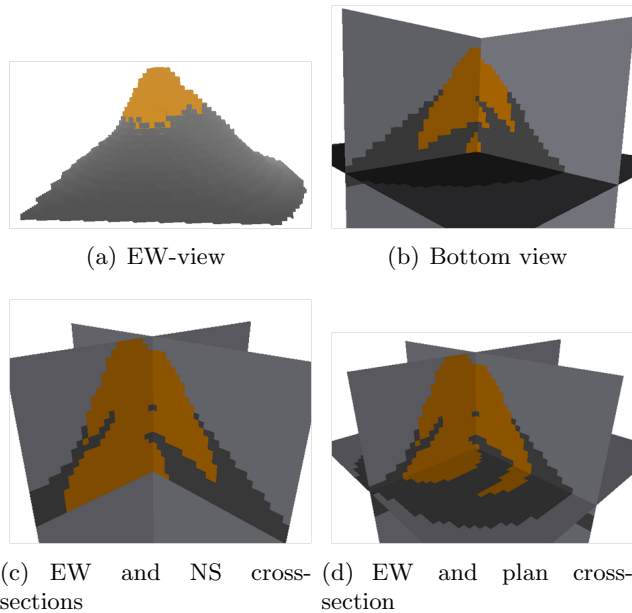 (a) EW-view
(b) Bottom view
(c) EW and NS cross-
sections
(d) EW and plan cross-
section